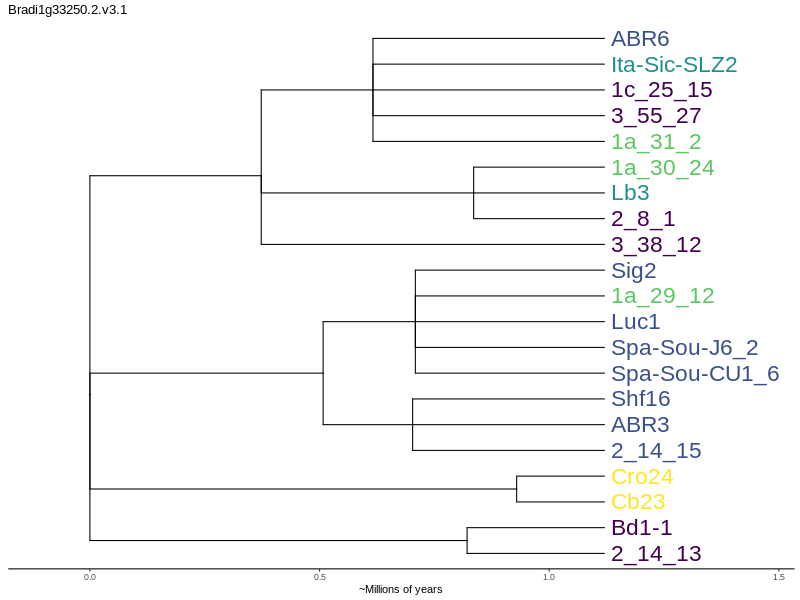 Bradi1g33250.2.v3.1
ABR6
Ita-Sic-SLZ2
1c_25_15
3_55_27
1a_31_2
1a_30_24
Lb3
2_8_1
3_38_12
Sig2
1a_29_12
Luc1
Spa-Sou-J6_2
Spa-Sou-CU1_6
Shf16
ABR3
2_14_15
Cro24
Cb23
Bd1-1
2_14_13
0.0 0.5 1.0 1.5
~Millions of years